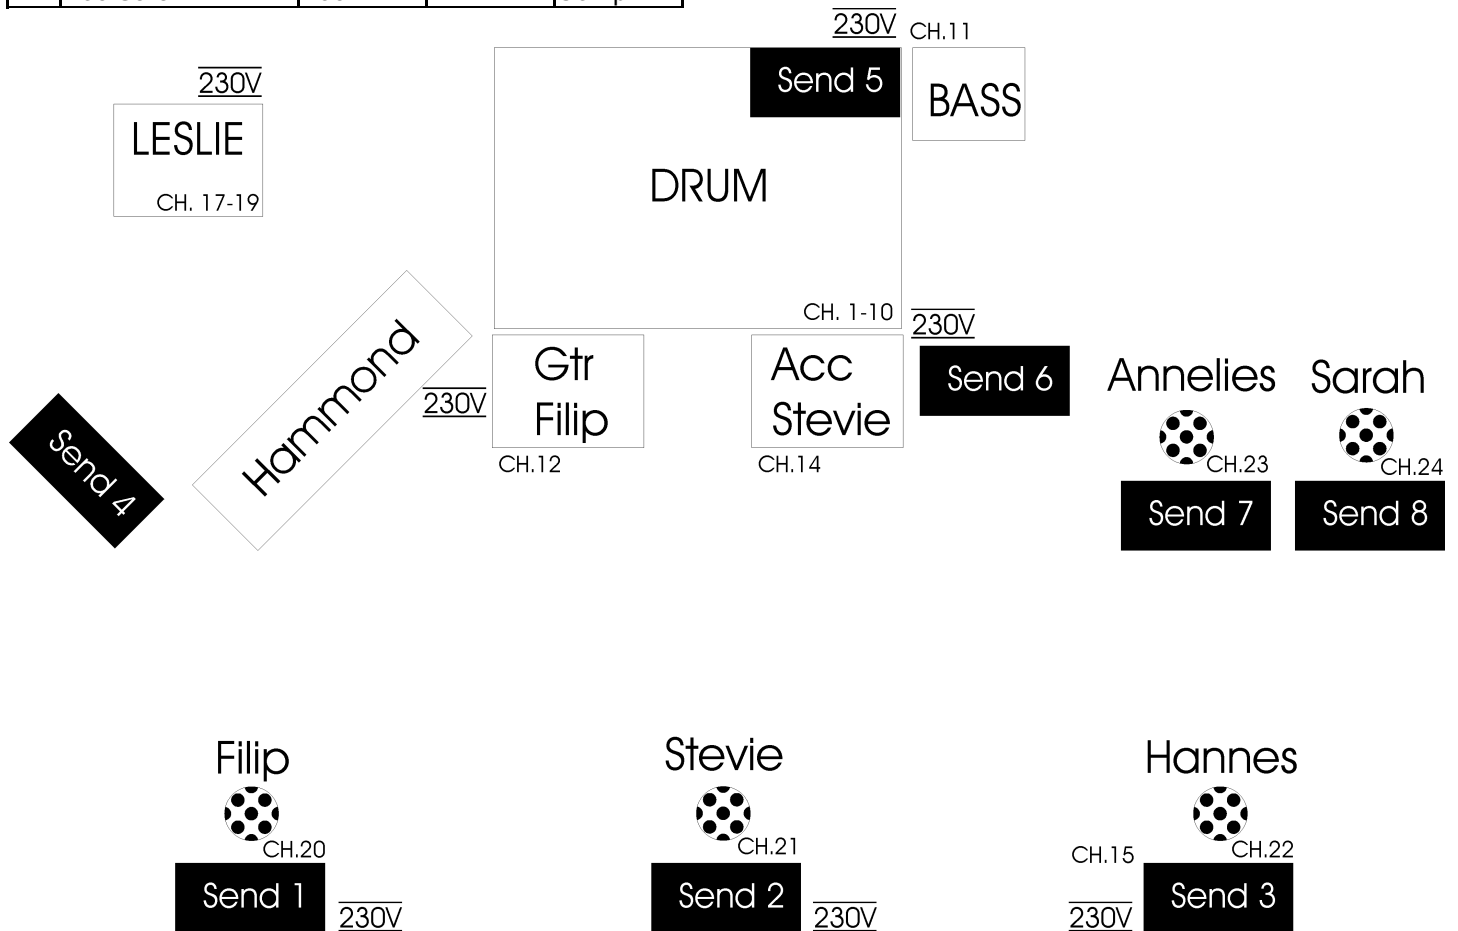 230V
CH.11
230V
Send 5
BASS
LESLIE
DRUM
CH. 17-19
CH. 1-10
230V
Hammond
Gtr
Filip
Acc
Stevie
Send 6
Annelies
Sarah
230V
Send 4
CH.12
CH.14
CH.23
CH.24
Send 7
Send 8
Filip
Stevie
Hannes
CH.20
CH.21
CH.15
CH.22
Send 1
Send 2
Send 3
230V
230V
230V